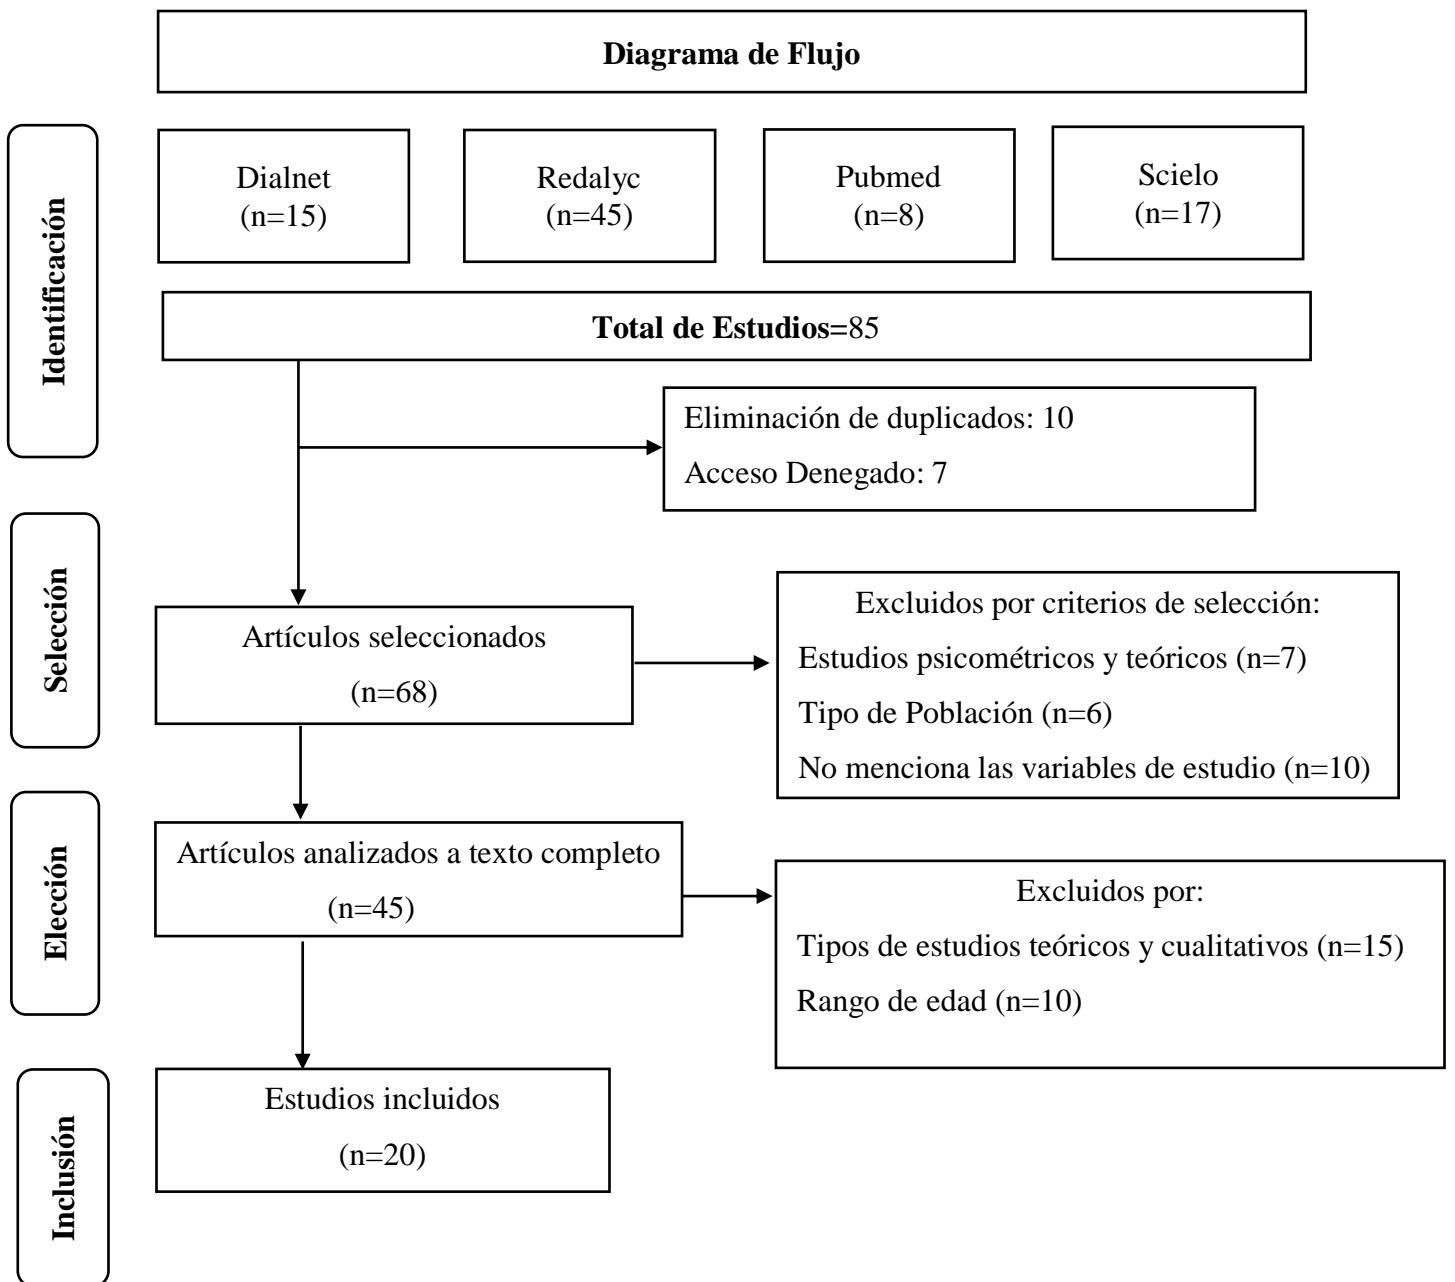 Diagrama de Flujo
Identificación
Dialnet
(n=15)
Redalyc
(n=45)
Pubmed
(n=8)
Scielo
(n=17)
Total de Estudios=85
Eliminación de duplicados: 10
Acceso Denegado: 7
Selección
Artículos seleccionados
(n=68)
Excluidos por criterios de selección:
Estudios psicométricos y teóricos (n=7)
Tipo de Población (n=6)
No menciona las variables de estudio (n=10)
Elección
Artículos analizados a texto completo
(n=45)
Excluidos por:
Tipos de estudios teóricos y cualitativos (n=15)
Rango de edad (n=10)
Inclusión
Estudios incluidos
(n=20)